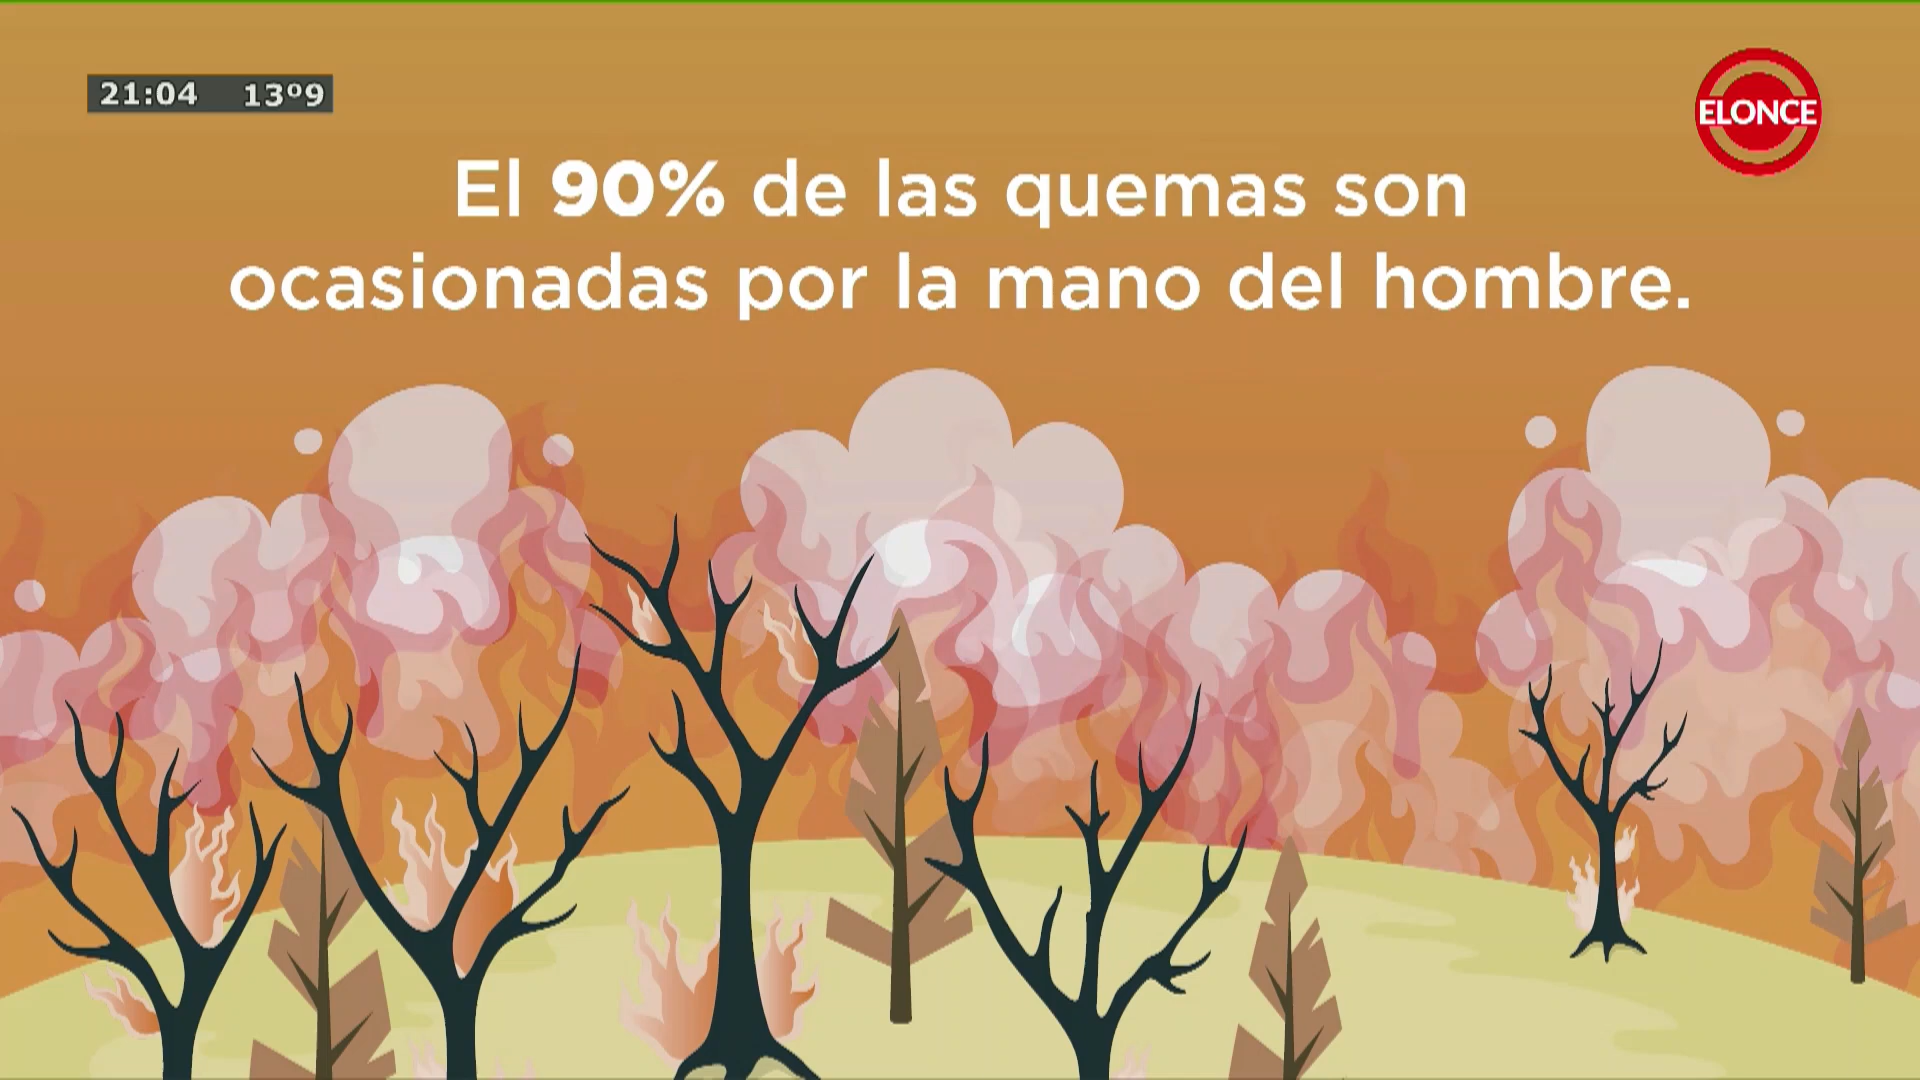 21:04 13º9
ELONCE
El 90% de las quemas son
ocasionadas por la mano del hombre.